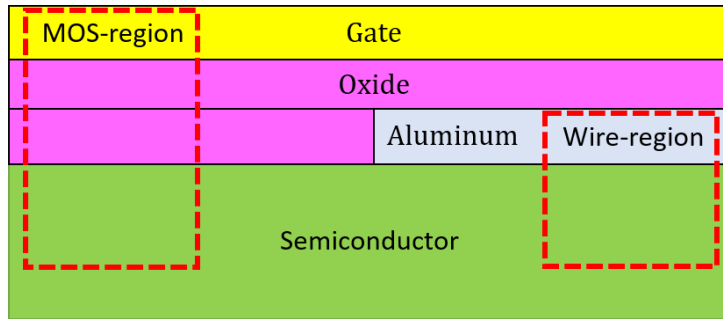 MOS-region
Gate
Oxide
Aluminum
Wire-region
Semiconductor